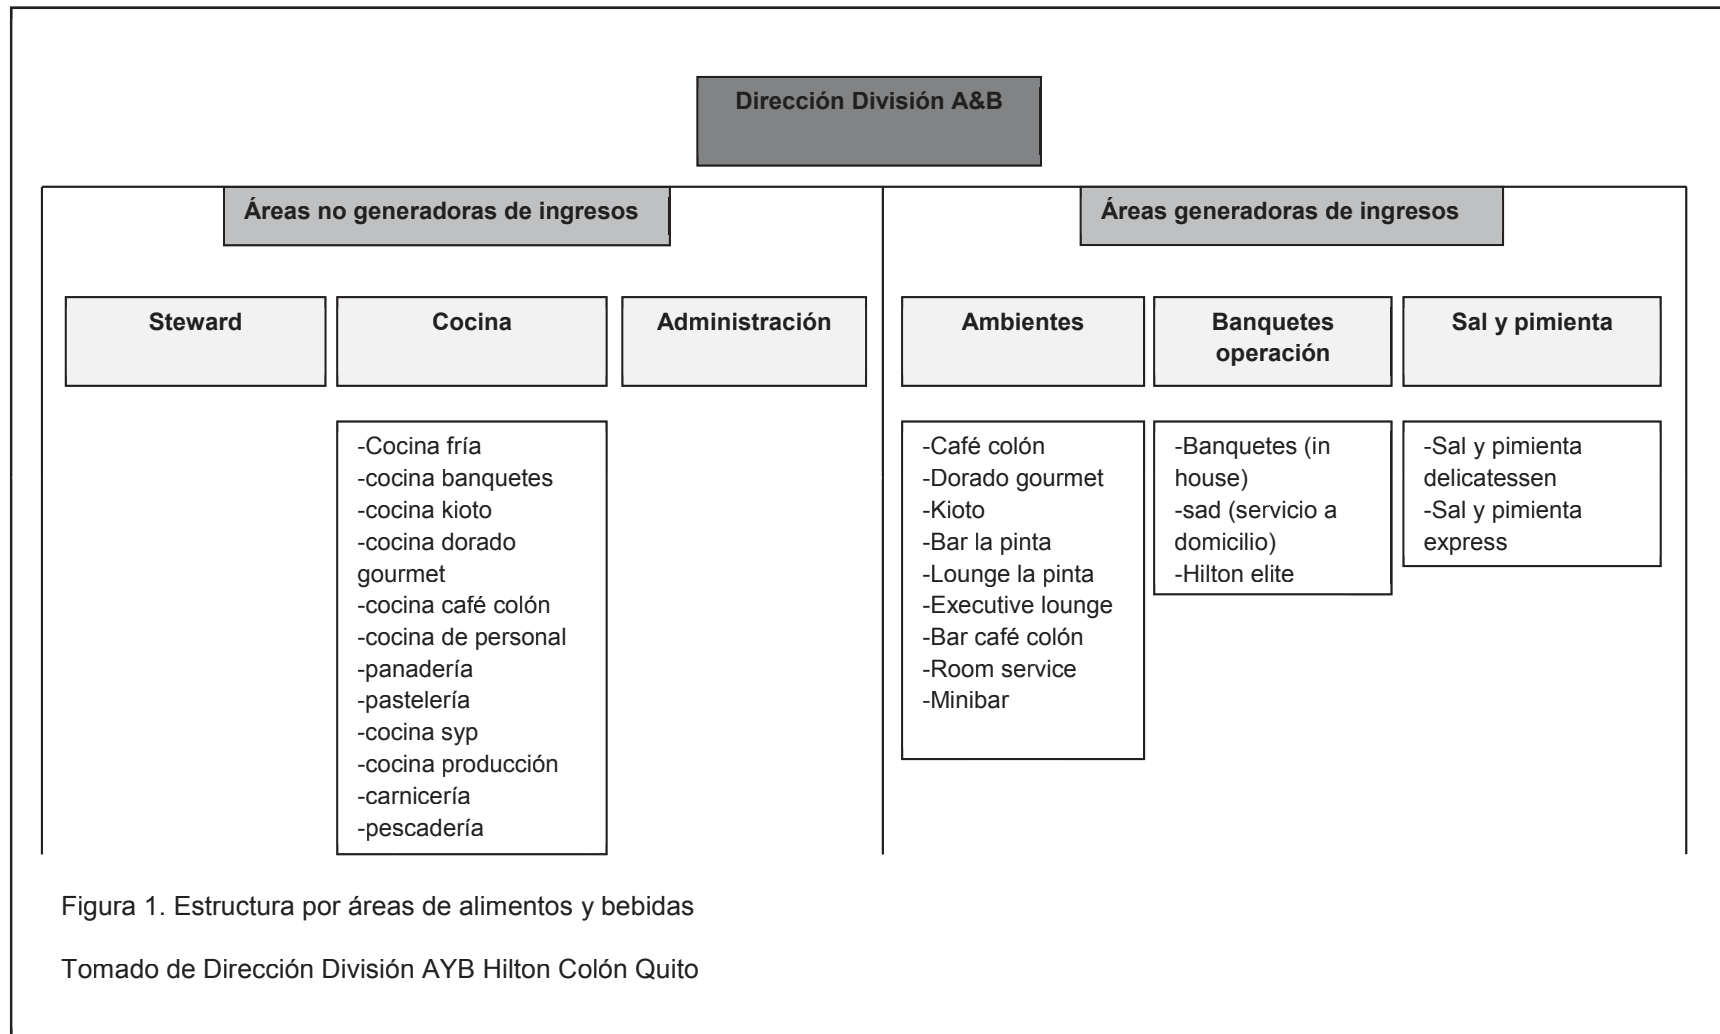 Dirección División A&B
Áreas no generadoras de ingresos
Áreas generadoras de ingresos
Steward
Cocina
Administración
Ambientes
Banquetes
operación
Sal y pimienta
-Cocina fría
-cocina banquetes
-cocina kioto
-cocina dorado
gourmet
-cocina café colón
-cocina de personal
-panadería
-pastelería
-cocina syp
-cocina producción
-carnicería
-pescadería
-Café colón
-Dorado gourmet
-Kioto
-Bar la pinta
-Lounge la pinta
-Executive lounge
-Bar café colón
-Room service
-Minibar
-Banquetes (in
house)
-sad (servicio a
domicilio)
-Hilton elite
-Sal y pimienta
delicatessen
-Sal y pimienta
express
Figura 1. Estructura por áreas de alimentos y bebidas
Tomado de Dirección División AYB Hilton Colón Quito